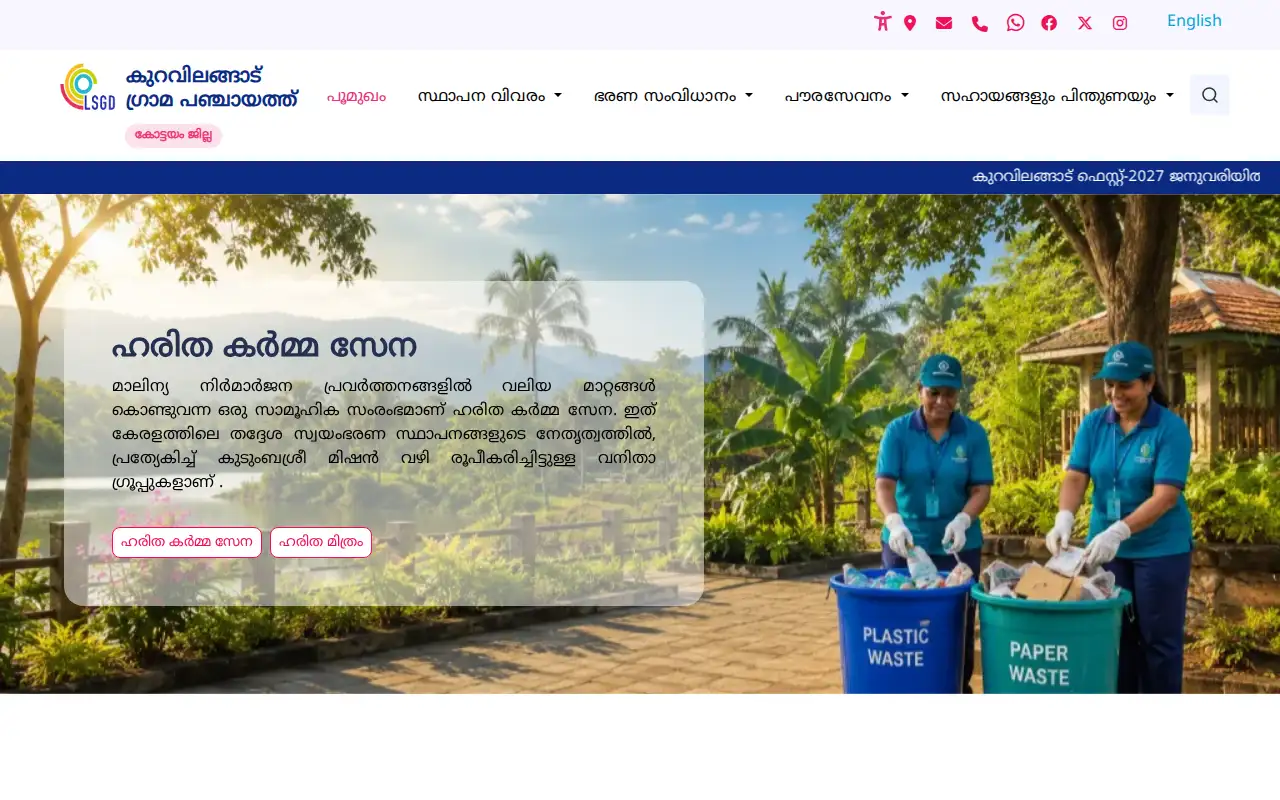 English
LSGD
കുറവിലങ്ങാട്
ഗ്രാമ പഞ്ചായത്ത്
കോട്ടയം ജില്ല
പൂമുഖം
സ്ഥാപന വിവരം
ഭരണ സംവിധാനം
പൗരസേവനം
സഹായങ്ങളും പിന്തുണയും
കുറവിലങ്ങാട് ഫെസ്റ്റ്-2027 ജനുവരിയിൽ
ഹരിത കർമ്മ സേന
മാലിന്യ നിർമാർജന പ്രവർത്തനങ്ങളിൽ വലിയ മാറ്റങ്ങൾ
കൊണ്ടുവന്ന ഒരു സാമൂഹിക സംരംഭമാണ് ഹരിത കർമ്മ സേന. ഇത്
കേരളത്തിലെ തദ്ദേശ സ്വയംഭരണ സ്ഥാപനങ്ങളുടെ നേതൃത്വത്തിൽ,
പ്രത്യേകിച്ച് കുടുംബശ്രീ മിഷൻ വഴി രൂപീകരിച്ചിട്ടുള്ള വനിതാ
ഗ്രൂപ്പുകളാണ് .
ഹരിത കർമ്മ സേന
ഹരിത മിത്രം
PLASTIC
WASTE
PAPER
WASTE